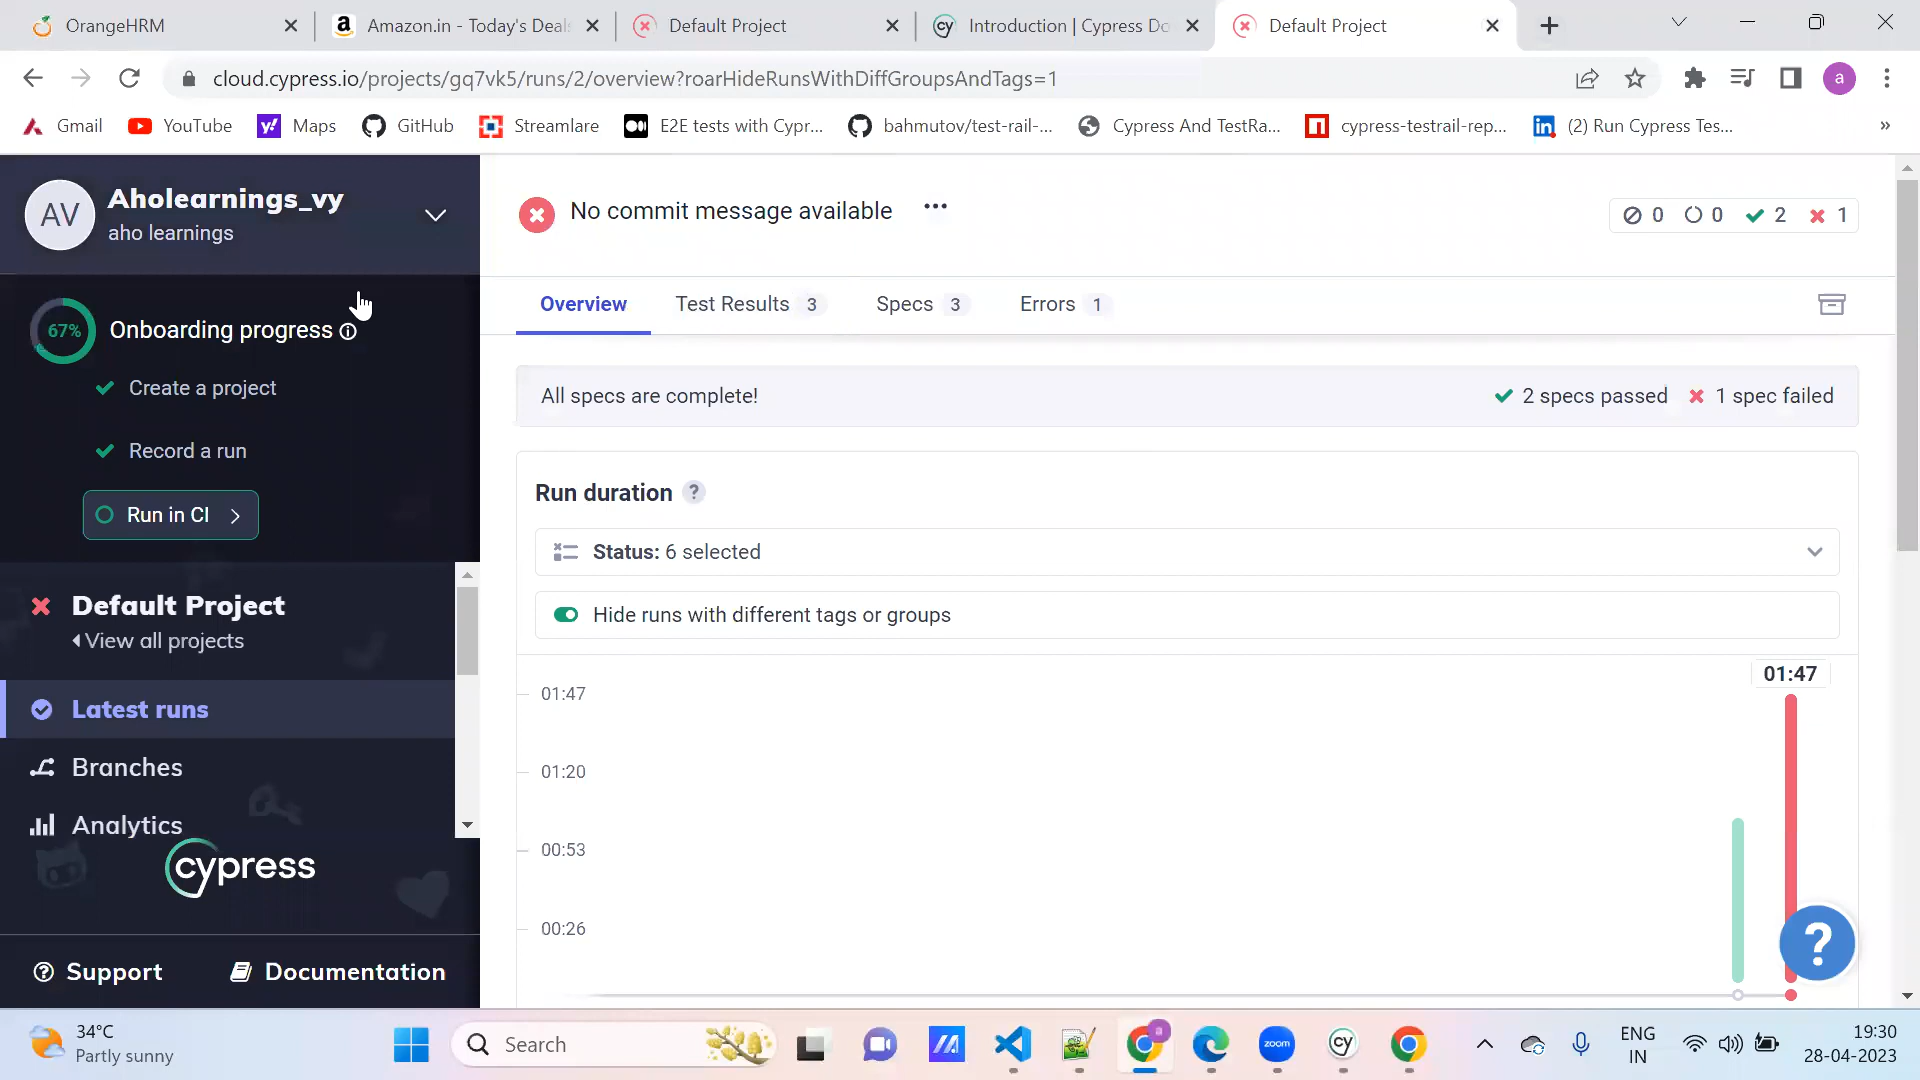 OrangeHRM
Amazon.in - Today's Deal
Default Project
Introduction | Cypress Do
Default Project
cloud.cypress.io/projects/gq7vk5/runs/2/overview?roarHideRunsWithDiffGroupsAndTags=1
a
Gmail
YouTube
Maps
GitHub
Streamlare
E2E tests with Cypr...
bahmutov/test-rail-...
Cypress And TestRa...
cypress-testrail-rep...
(2) Run Cypress Tes...
»
AV
Aholearnings_vy
aho learnings
No commit message available
0 0 2 1
67%
Onboarding progress
Create a project
Record a run
Run in CI
Overview
Test Results 3
Specs 3
Errors 1
All specs are complete!
2 specs passed
1 spec failed
Run duration ?
Status: 6 selected
Hide runs with different tags or groups
Default Project
View all projects
Latest runs
Branches
Analytics
cypress
Support
Documentation
01:47
01:47
01:20
00:53
00:26
?
34°C
Partly sunny
Search
a
zoom
cy
ENG
IN
19:30
28-04-2023